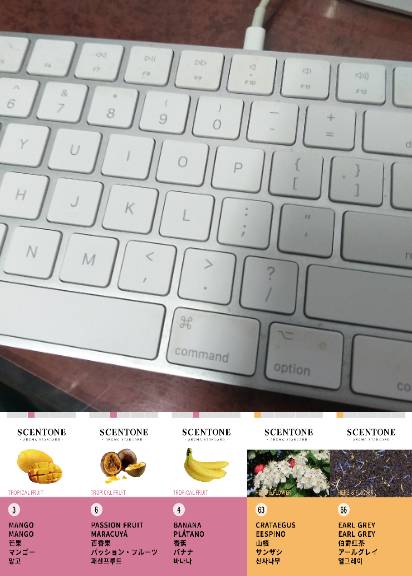 6
&
7
*
8
(
9
)
0
-
+
=
Y
U
I
O
P
{
[
}
]
H
J
K
L
:
;
"
'
N
M
<
,
>
.
?
/
⌘
command
⌥
option
SCENTONE
TROPICAL FRUIT
3
MANGO
MANGO
芒果
マンゴー
망고
SCENTONE
TROPICAL FRUIT
6
PASSION FRUIT
MARACUYÁ
百香果
パッション・フルーツ
패션프루트
SCENTONE
TROPICAL FRUIT
4
BANANA
PLÁTANO
香蕉
バナナ
바나나
SCENTONE
63
CRATAEGUS
EESPINO
山楂
サンザシ
산사나무
SCENTONE
56
EARL GREY
EARL GREY
伯爵紅茶
アールグレイ
얼그레이